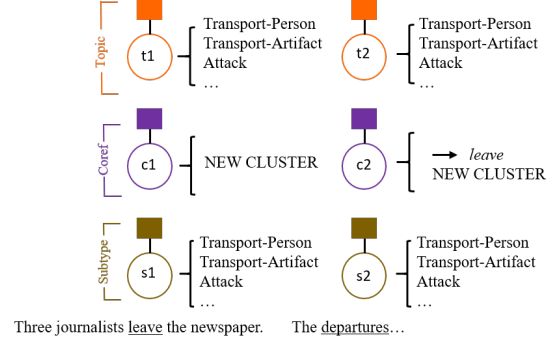 Topic
t1
Transport-Person
Transport-Artifact
Attack
…
t2
Transport-Person
Transport-Artifact
Attack
…
Coref
c1
NEW CLUSTER
c2
leave
NEW CLUSTER
Subtype
s1
Transport-Person
Transport-Artifact
Attack
…
s2
Transport-Person
Transport-Artifact
Attack
…
Three journalists leave the newspaper.
The departures…